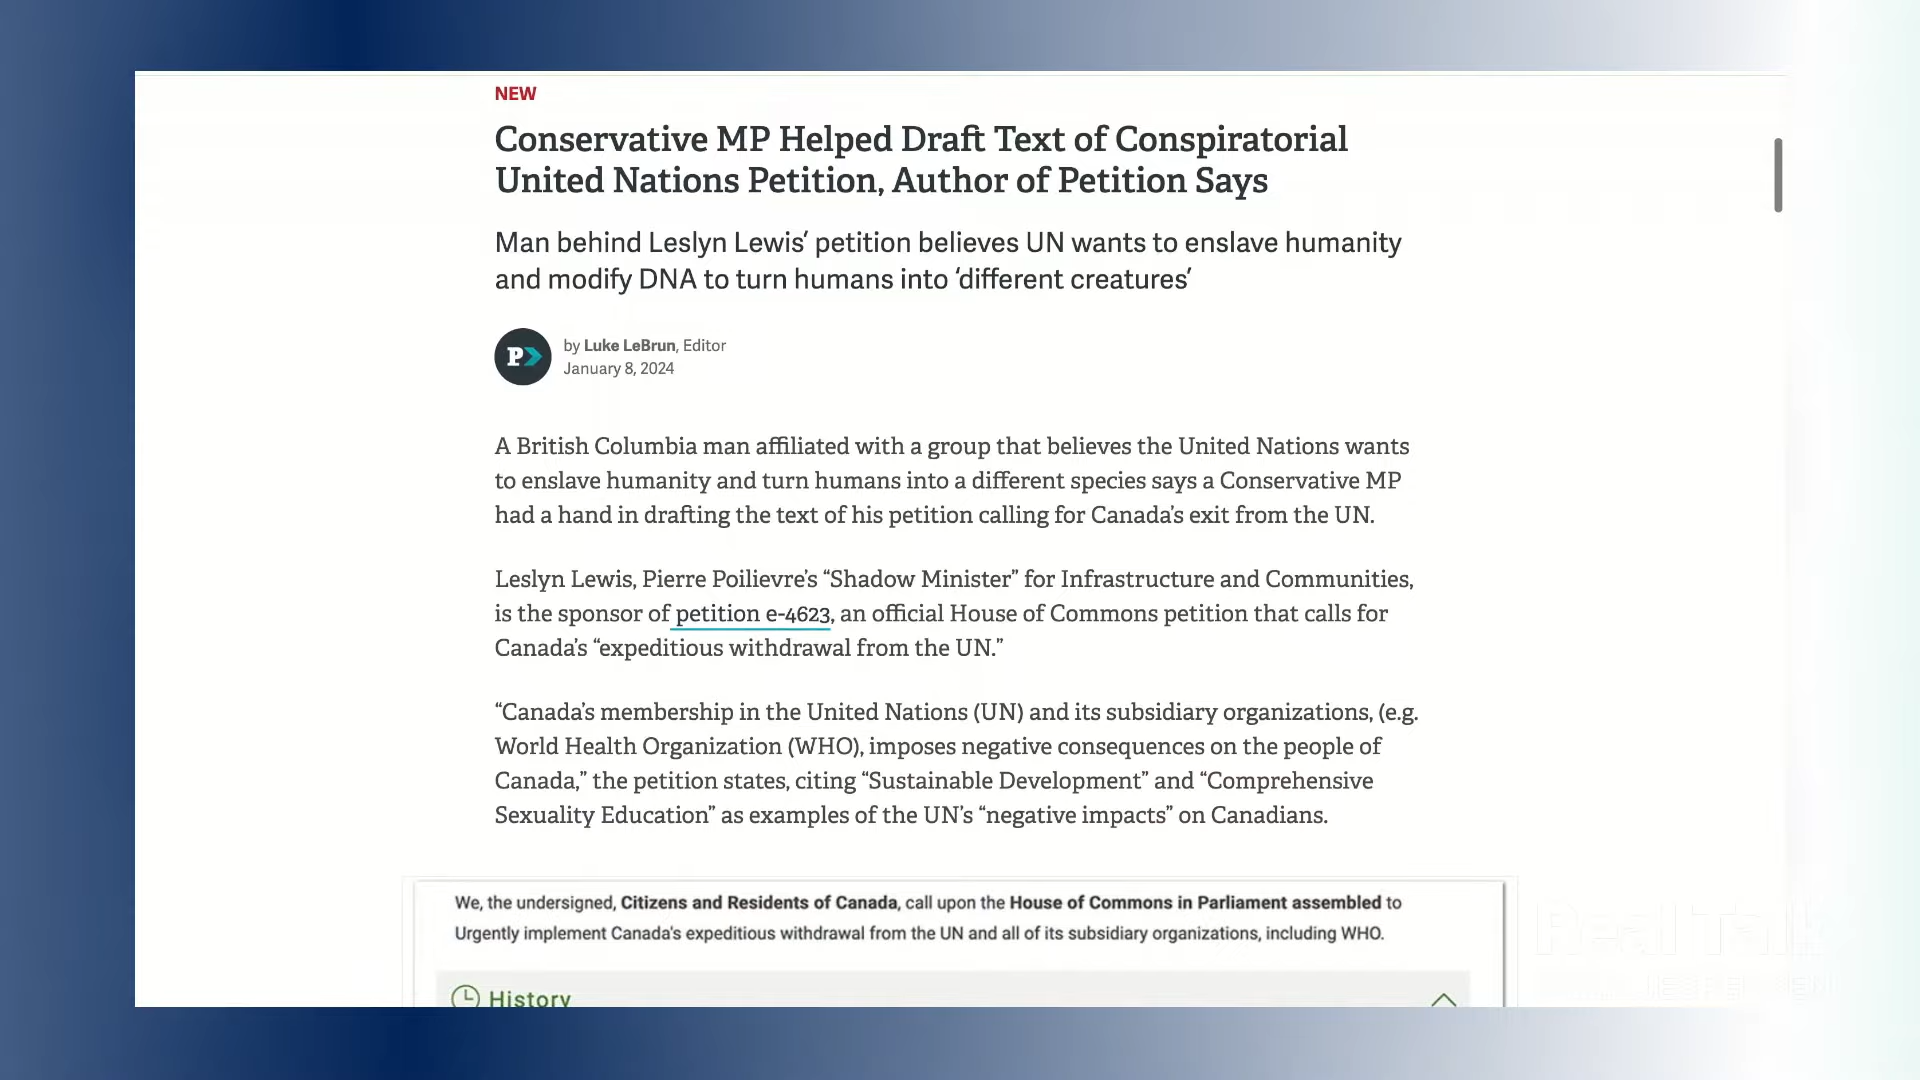 NEW
Conservative MP Helped Draft Text of Conspiratorial
United Nations Petition, Author of Petition Says
Man behind Leslyn Lewis’ petition believes UN wants to enslave humanity
and modify DNA to turn humans into ‘different creatures’
P
by Luke LeBrun, Editor
January 8, 2024
A British Columbia man affiliated with a group that believes the United Nations wants
to enslave humanity and turn humans into a different species says a Conservative MP
had a hand in drafting the text of his petition calling for Canada’s exit from the UN.
Leslyn Lewis, Pierre Poilievre’s “Shadow Minister” for Infrastructure and Communities,
is the sponsor of petition e-4623, an official House of Commons petition that calls for
Canada’s “expeditious withdrawal from the UN.”
“Canada’s membership in the United Nations (UN) and its subsidiary organizations, (e.g.
World Health Organization (WHO), imposes negative consequences on the people of
Canada,” the petition states, citing “Sustainable Development” and “Comprehensive
Sexuality Education” as examples of the UN’s “negative impacts” on Canadians.
We, the undersigned, Citizens and Residents of Canada, call upon the House of Commons in Parliament assembled to
Urgently implement Canada's expeditious withdrawal from the UN and all of its subsidiary organizations, including WHO.
History
Real Talk